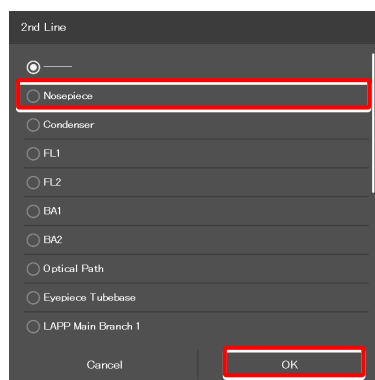 2nd Line
——
Nosepiece
Condenser
FL1
FL2
BA1
BA2
Optical Path
Eyepiece Tubebase
LAPP Main Branch 1
Cancel
OK